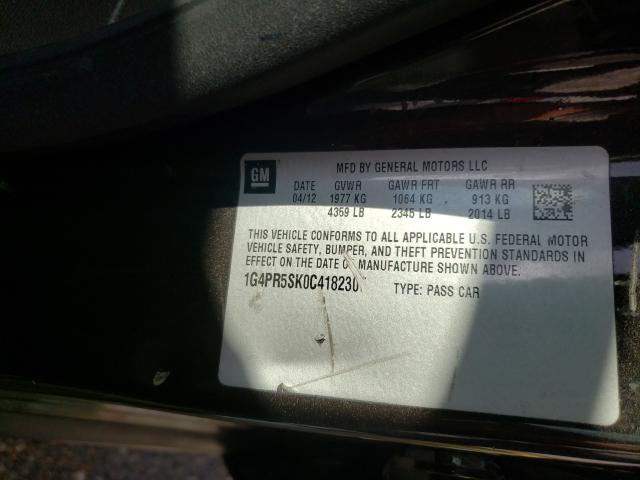 GM
MFD BY GENERAL MOTORS LLC
DATE GVWR GAWR FRT GAWR RR
04/12 1977 KG 1064 KG 913 KG
4359 LB 2345 LB 2014 LB
THIS VEHICLE CONFORMS TO ALL APPLICABLE U.S. FEDERAL MOTOR
VEHICLE SAFETY, BUMPER, AND THEFT PREVENTION STANDARDS IN
EFFECT ON THE DATE OF MANUFACTURE SHOWN ABOVE.
TYPE: PASS CAR